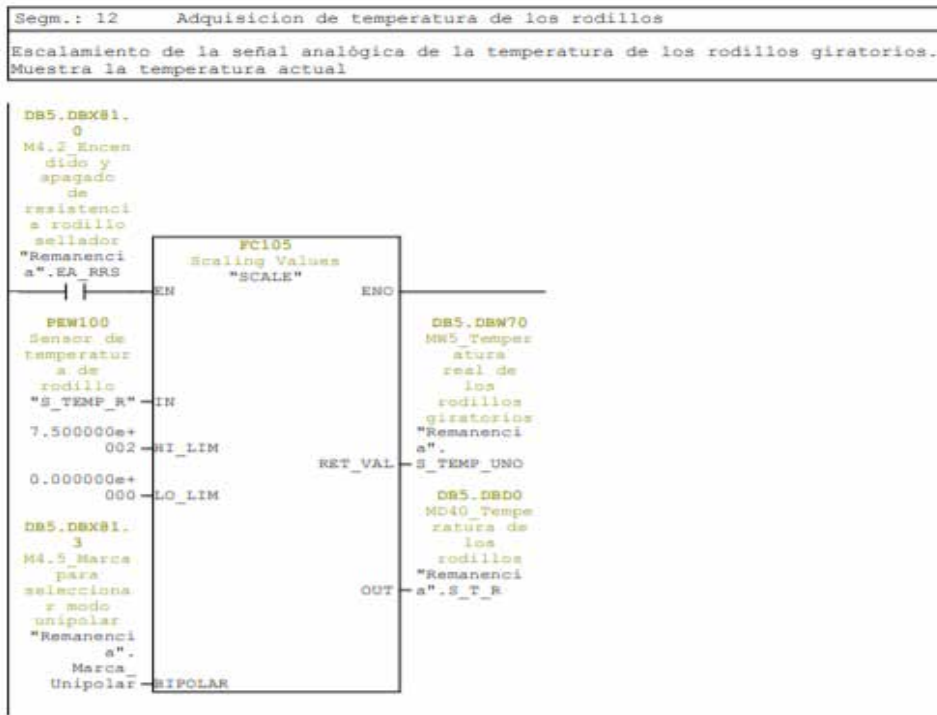 Segm.: 12 Adquisicion de temperatura de los rodillos
Escalamiento de la señal analógica de la temperatura de los rodillos giratorios.
Muestra la temperatura actual
DB5.DBX81.
0
M4.2_Encen
dido y
apagado
de
resistenci
a rodillo
sellador
"Remanenci
a".EA_RRS
FC105
Scaling Values
"SCALE"
EN
ENO
PEW100
Sensor de
temperatur
a de
rodillo
"S_TEMP_R"
IN
7.500000e+
002
HI_LIM
0.000000e+
000
LO_LIM
DB5.DBX81.
3
M4.5_Marca
para
selecciona
r modo
unipolar
"Remanenci
a".
Marca_
Unipolar
BIPOLAR
DB5.DBW70
MW5_Temper
atura
real de
los
rodillos
giratorios
"Remanenci
a".
RET_VAL
S_TEMP_UNO
DB5.DBD0
MD40_Tempe
ratura de
los
rodillos
"Remanenci
OUT
a".S_T_R